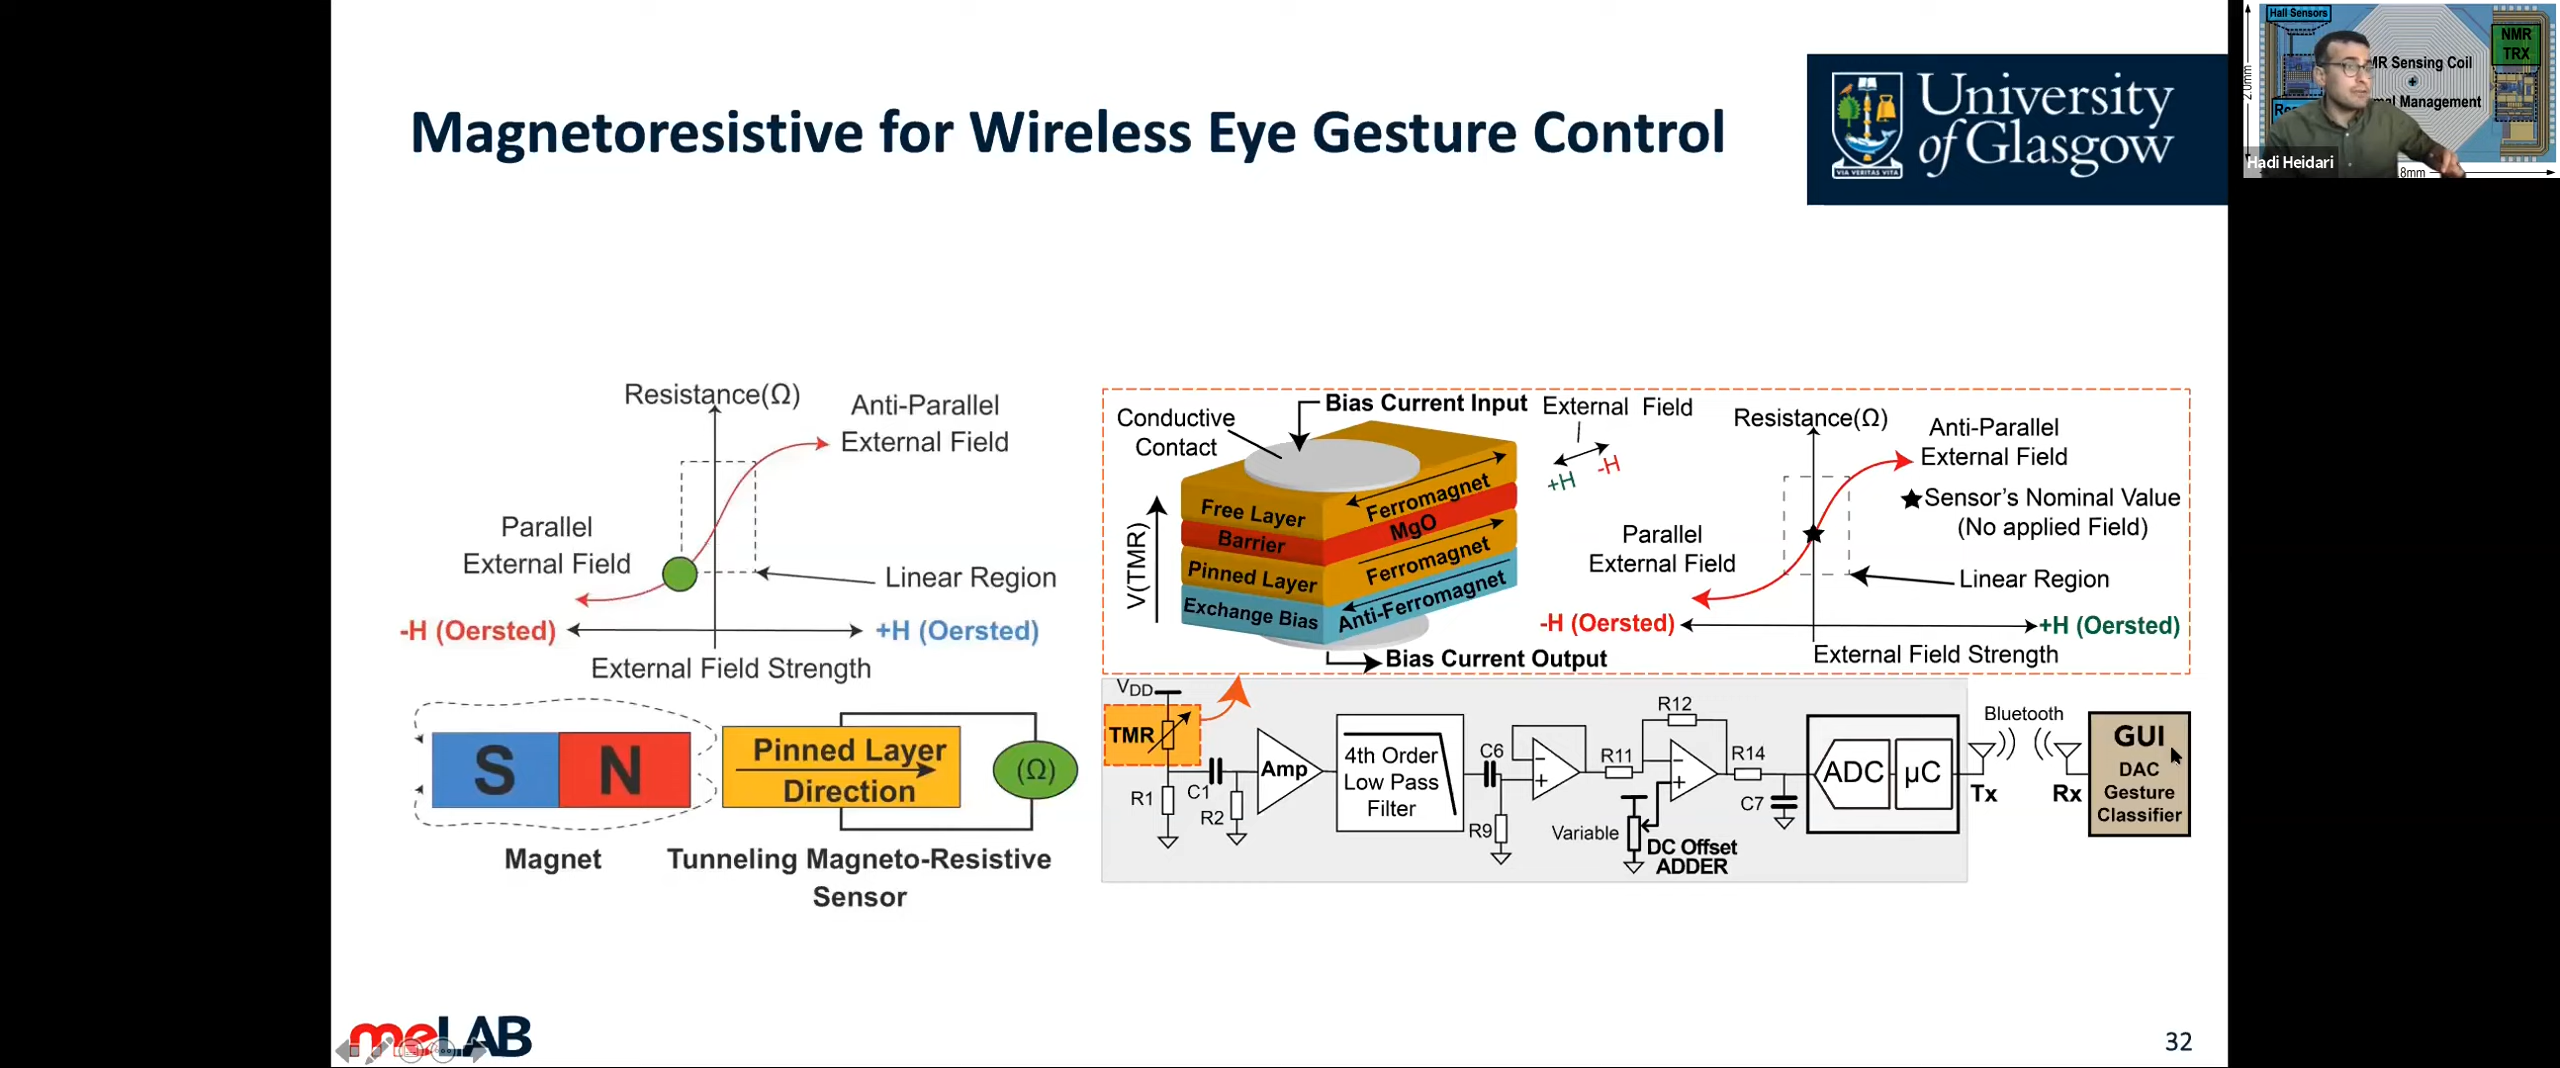 Magnetoresistive for Wireless Eye Gesture Control
University
of Glasgow
VIA VERITAS VITA
Hall Sensors
NMR
TRX
MR Sensing Coil
Management
2.0mm
8mm
Hadi Heidari
Resistance(Ω)
Anti-Parallel
External Field
Parallel
External Field
Linear Region
-H (Oersted)
+H (Oersted)
External Field Strength
S
N
Pinned Layer
Direction
(Ω)
Magnet
Tunneling Magneto-Resistive
Sensor
Conductive
Contact
Bias Current Input
External Field
+H
-H
V(TMR)
Free Layer
Ferromagnet
Barrier
MgO
Pinned Layer
Ferromagnet
Exchange Bias
Anti-Ferromagnet
Bias Current Output
Resistance(Ω)
Anti-Parallel
External Field
★Sensor's Nominal Value
(No applied Field)
Parallel
External Field
Linear Region
-H (Oersted)
+H (Oersted)
External Field Strength
VDD
TMR
R1
C1
R2
Amp
4th Order
Low Pass
Filter
C6
R9
R11
R12
Variable
DC Offset
ADDER
R14
C7
ADC
µC
Bluetooth
Tx
Rx
GUI
DAC
Gesture
Classifier
meLAB
32